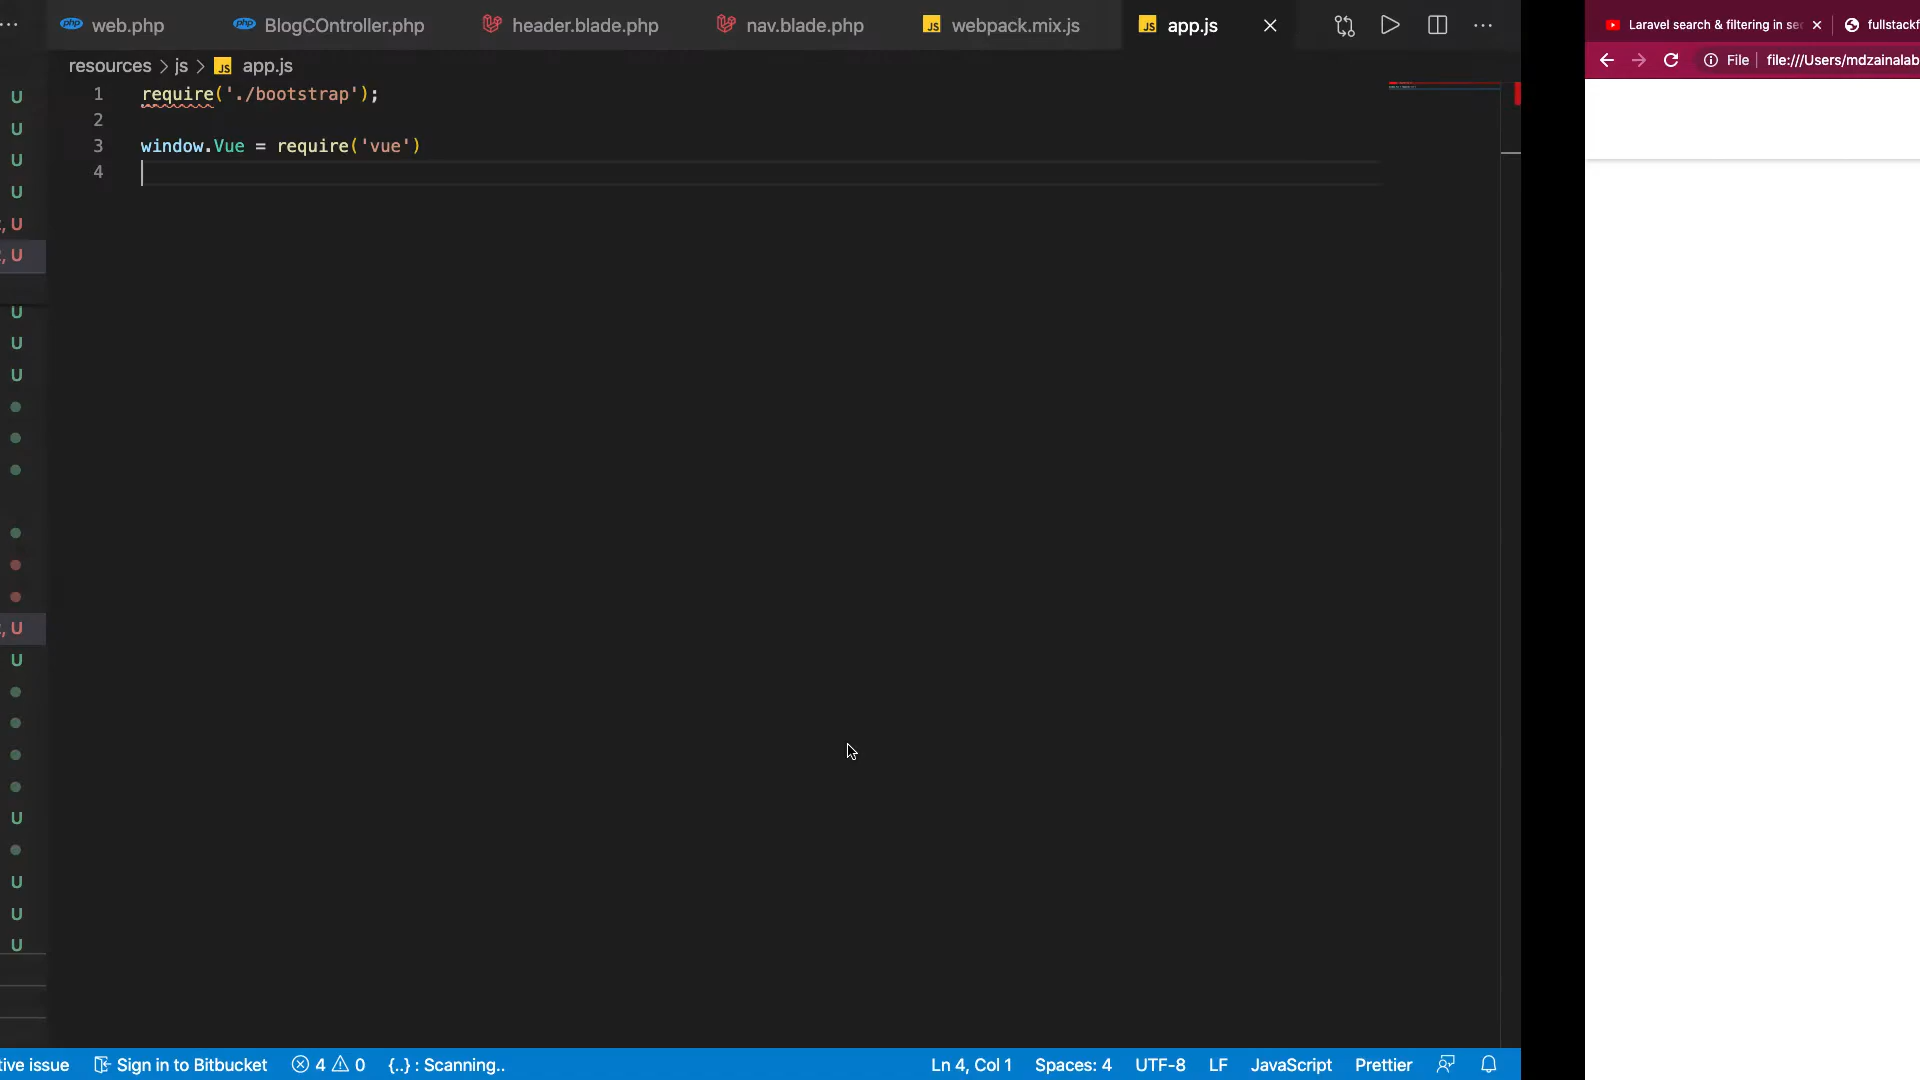 web.php
BlogCOntroller.php
header.blade.php
nav.blade.php
webpack.mix.js
app.js
Laravel search & filtering in sec
fullstackf
File
file:///Users/mdzainalab
resources > js > JS app.js
1 require('./bootstrap');
2
3 window.Vue = require('vue')
4
U
U
U
U
, U
, U
U
U
U
, U
U
U
U
U
U
tive issue
Sign in to Bitbucket
4
0
{..} : Scanning..
Ln 4, Col 1
Spaces: 4
UTF-8
LF
JavaScript
Prettier